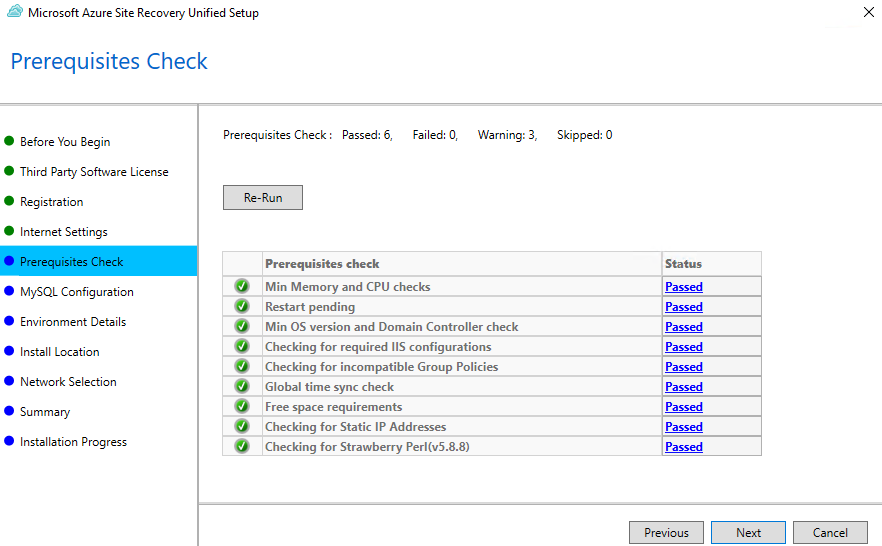 Microsoft Azure Site Recovery Unified Setup
Prerequisites Check
Before You Begin
Third Party Software License
Registration
Internet Settings
Prerequisites Check
MySQL Configuration
Environment Details
Install Location
Network Selection
Summary
Installation Progress
Prerequisites Check : Passed: 6, Failed: 0, Warning: 3, Skipped: 0
Re-Run
Prerequisites check Status
Min Memory and CPU checks Passed
Restart pending Passed
Min OS version and Domain Controller check Passed
Checking for required IIS configurations Passed
Checking for incompatible Group Policies Passed
Global time sync check Passed
Free space requirements Passed
Checking for Static IP Addresses Passed
Checking for Strawberry Perl(v5.8.8) Passed
Previous Next Cancel